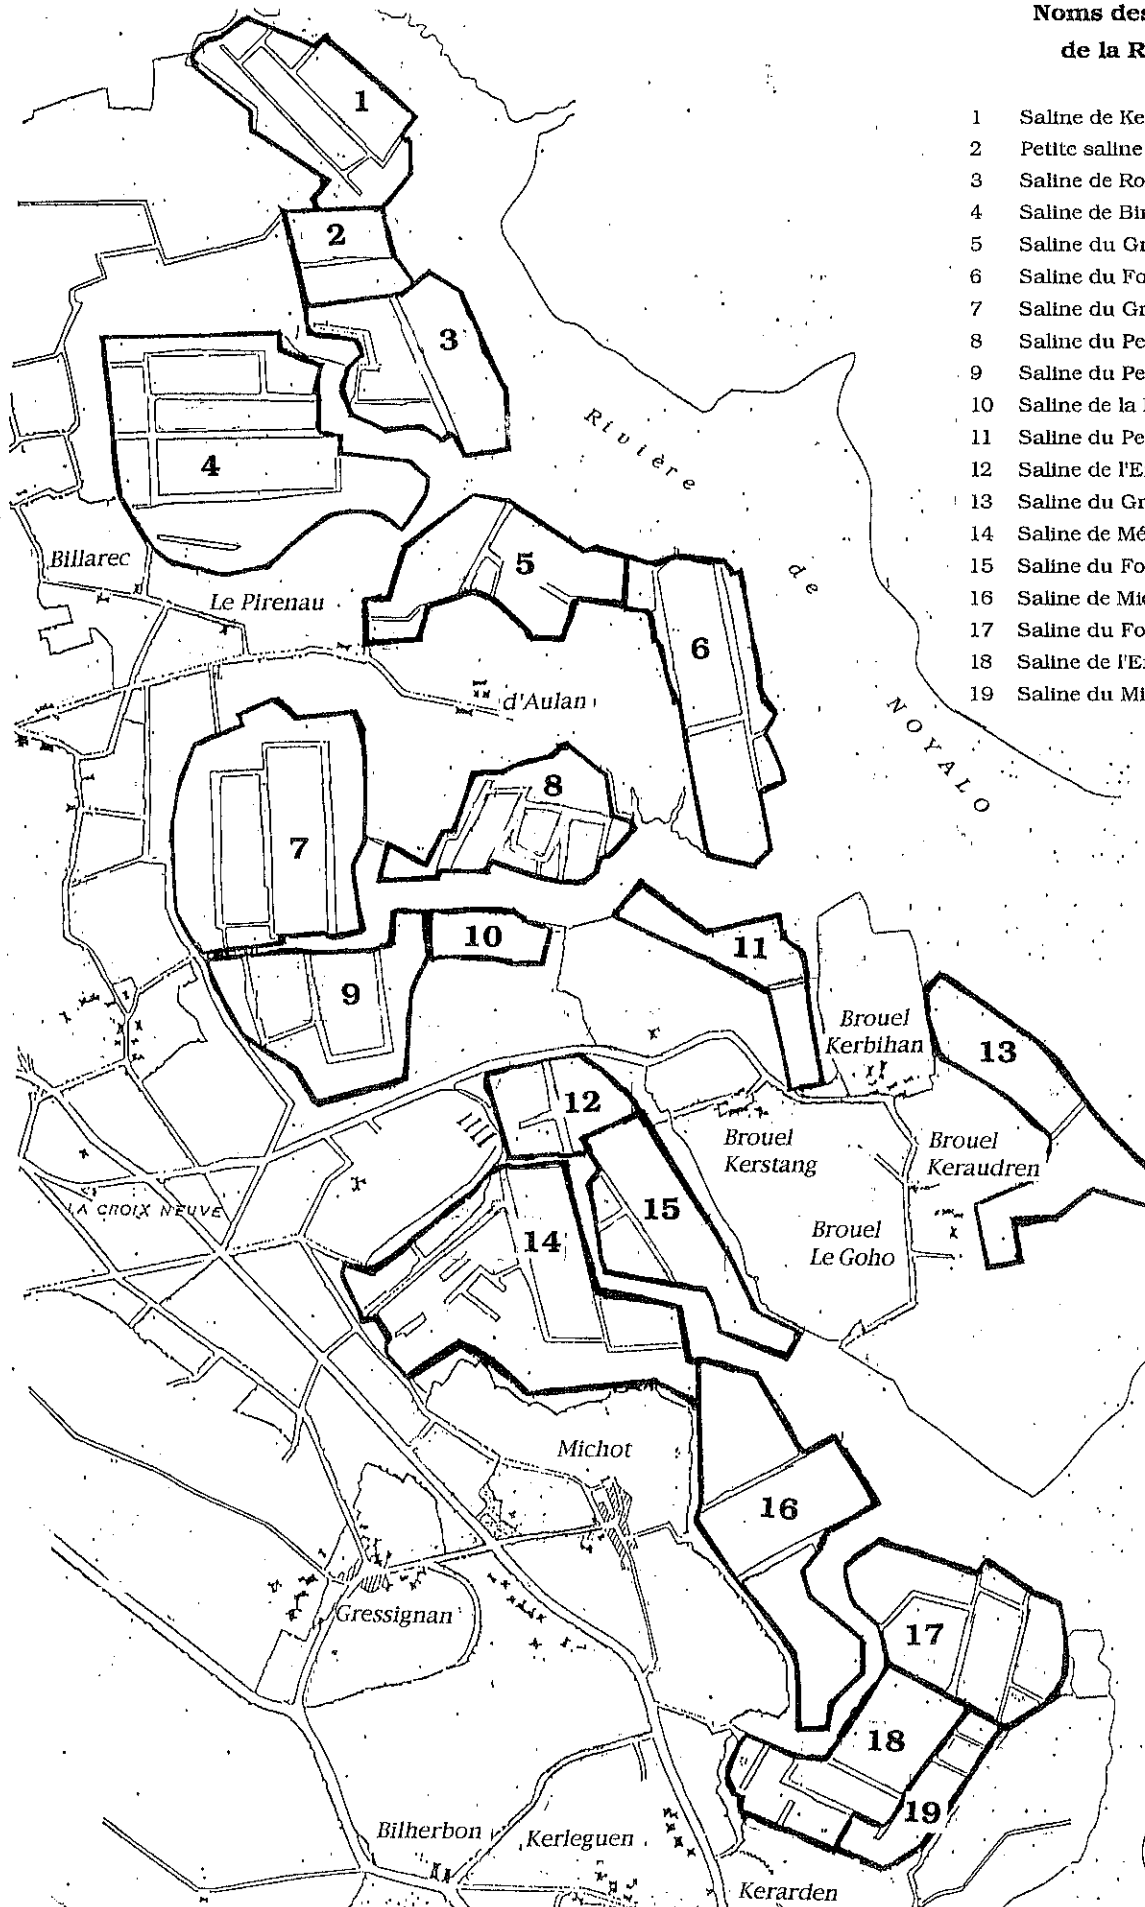 Noms des
de la R
1 Saline de Ke
2 Petite saline
3 Saline de Ro
4 Saline de Bi
5 Saline du Gr
6 Saline du Fo
7 Saline du Gr
8 Saline du Pe
9 Saline du Pe
10 Saline de la
11 Saline du Pe
12 Saline de l'E
13 Saline du Gr
14 Saline de Mé
15 Saline du Fo
16 Saline de Mi
17 Saline du Fo
18 Saline de l'E
19 Saline du Mi
1
2
3
Rivière
4
Billarec
5
de
Le Pirenau
6
d'Aulan
NOYALO
8
7
10
11
9
Brouel
Kerbihan
13
12
Brouel
Kerstang
Brouel
Keraudren
LA CROIX NEUVE
15
14
Brouel
Le Goho
Michot
16
Gressignan
17
18
19
Bilherbon
Kerleguen
Kerarden